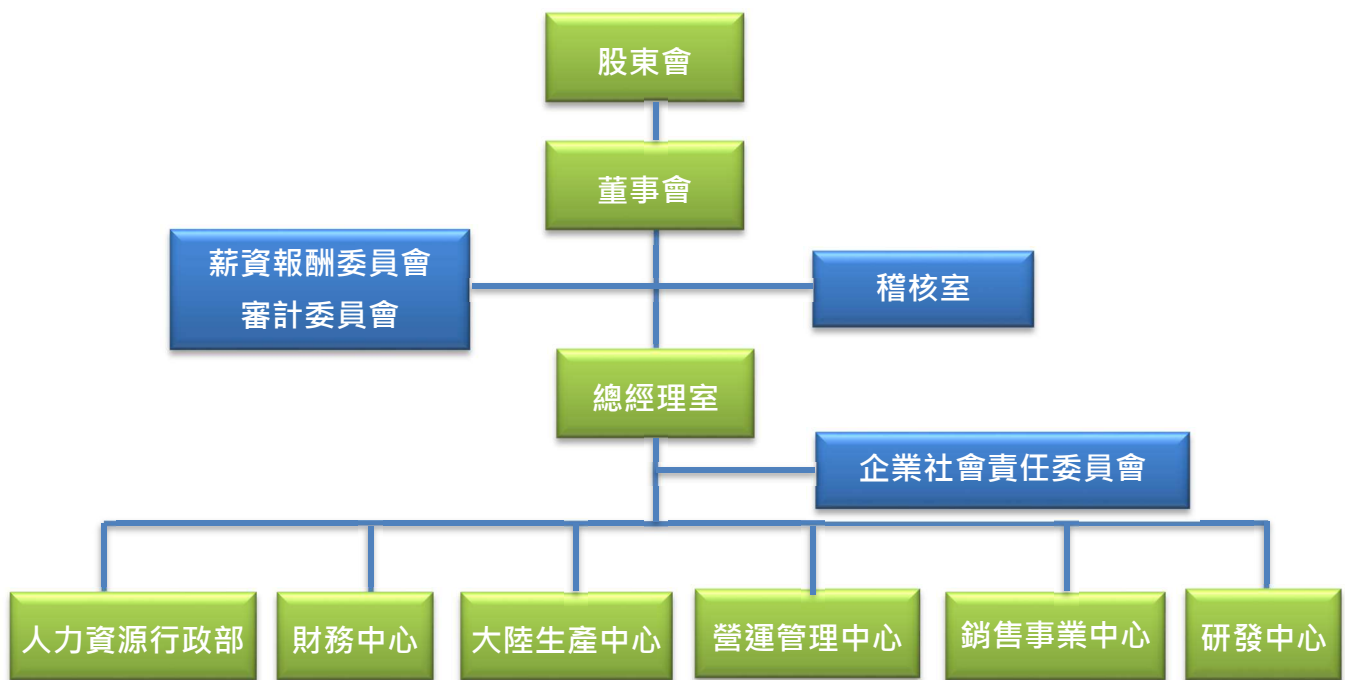 股東會
董事會
薪資報酬委員會
審計委員會
稽核室
總經理室
企業社會責任委員會
人力資源行政部
財務中心
大陸生產中心
營運管理中心
銷售事業中心
研發中心